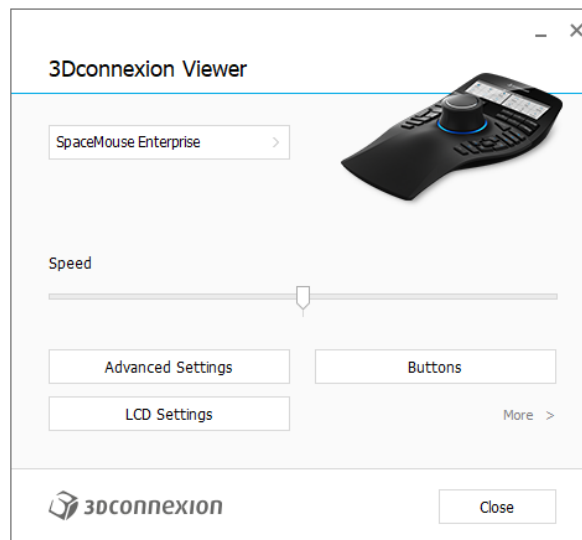 3Dconnexion Viewer
SpaceMouse Enterprise >
Speed
Advanced Settings
Buttons
LCD Settings
More >
3Dconnexion
Close